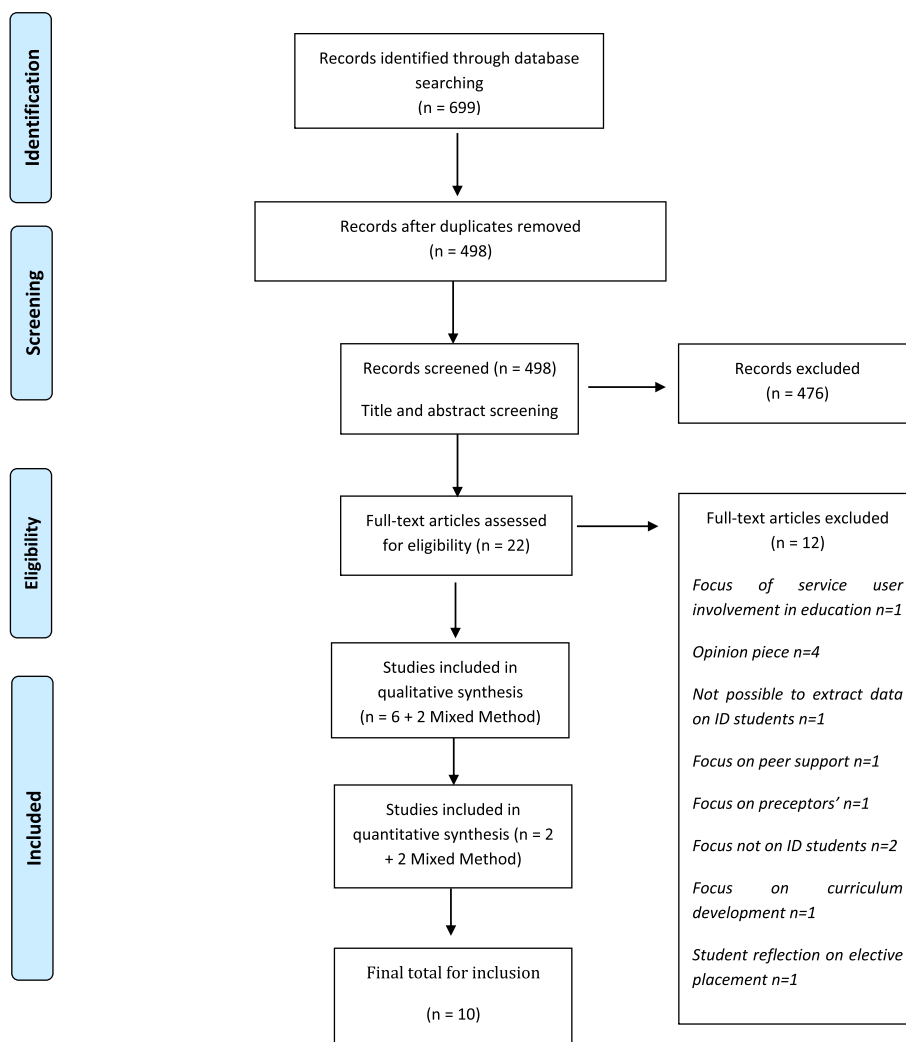 Identification
Records identified through database
searching
(n = 699)
Records after duplicates removed
(n = 498)
Screening
Records screened (n = 498)
Title and abstract screening
Records excluded
(n = 476)
Eligibility
Full-text articles assessed
for eligibility (n = 22)
Full-text articles excluded
(n = 12)
Focus of service user
involvement in education n=1
Opinion piece n=4
Not possible to extract data
on ID students n=1
Focus on peer support n=1
Focus on preceptors’ n=1
Focus not on ID students n=2
Focus on curriculum
development n=1
Student reflection on elective
placement n=1
Included
Studies included in
qualitative synthesis
(n = 6 + 2 Mixed Method)
Studies included in
quantitative synthesis (n = 2
+ 2 Mixed Method)
Final total for inclusion
(n = 10)